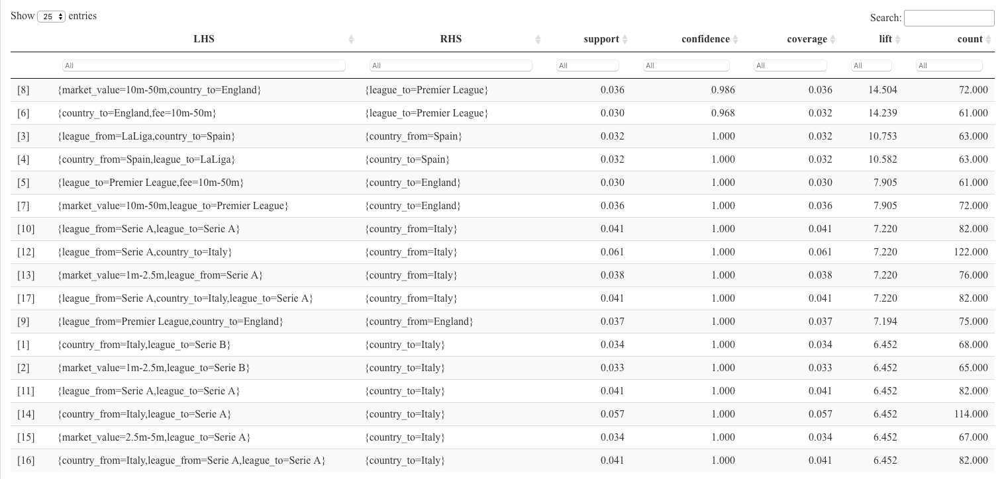 Show 25 entries
Search:
LHS RHS support confidence coverage lift count
All All All All All All All
[8] {market_value=10m-50m,country_to=England} {league_to=Premier League} 0.036 0.986 0.036 14.504 72.000
[6] {country_to=England,fee=10m-50m} {league_to=Premier League} 0.030 0.968 0.032 14.239 61.000
[3] {league_from=LaLiga,country_to=Spain} {country_from=Spain} 0.032 1.000 0.032 10.753 63.000
[4] {country_from=Spain,league_to=LaLiga} {country_to=Spain} 0.032 1.000 0.032 10.582 63.000
[5] {league_to=Premier League,fee=10m-50m} {country_to=England} 0.030 1.000 0.030 7.905 61.000
[7] {market_value=10m-50m,league_to=Premier League} {country_to=England} 0.036 1.000 0.036 7.905 72.000
[10] {league_from=Serie A,league_to=Serie A} {country_from=Italy} 0.041 1.000 0.041 7.220 82.000
[12] {league_from=Serie A,country_to=Italy} {country_from=Italy} 0.061 1.000 0.061 7.220 122.000
[13] {market_value=1m-2.5m,league_from=Serie A} {country_from=Italy} 0.038 1.000 0.038 7.220 76.000
[17] {league_from=Serie A,country_to=Italy,league_to=Serie A} {country_from=Italy} 0.041 1.000 0.041 7.220 82.000
[9] {league_from=Premier League,country_to=England} {country_from=England} 0.037 1.000 0.037 7.194 75.000
[1] {country_from=Italy,league_to=Serie B} {country_to=Italy} 0.034 1.000 0.034 6.452 68.000
[2] {market_value=1m-2.5m,league_to=Serie B} {country_to=Italy} 0.033 1.000 0.033 6.452 65.000
[11] {league_from=Serie A,league_to=Serie A} {country_to=Italy} 0.041 1.000 0.041 6.452 82.000
[14] {country_from=Italy,league_to=Serie A} {country_to=Italy} 0.057 1.000 0.057 6.452 114.000
[15] {market_value=2.5m-5m,league_to=Serie A} {country_to=Italy} 0.034 1.000 0.034 6.452 67.000
[16] {country_from=Italy,league_from=Serie A,league_to=Serie A} {country_to=Italy} 0.041 1.000 0.041 6.452 82.000